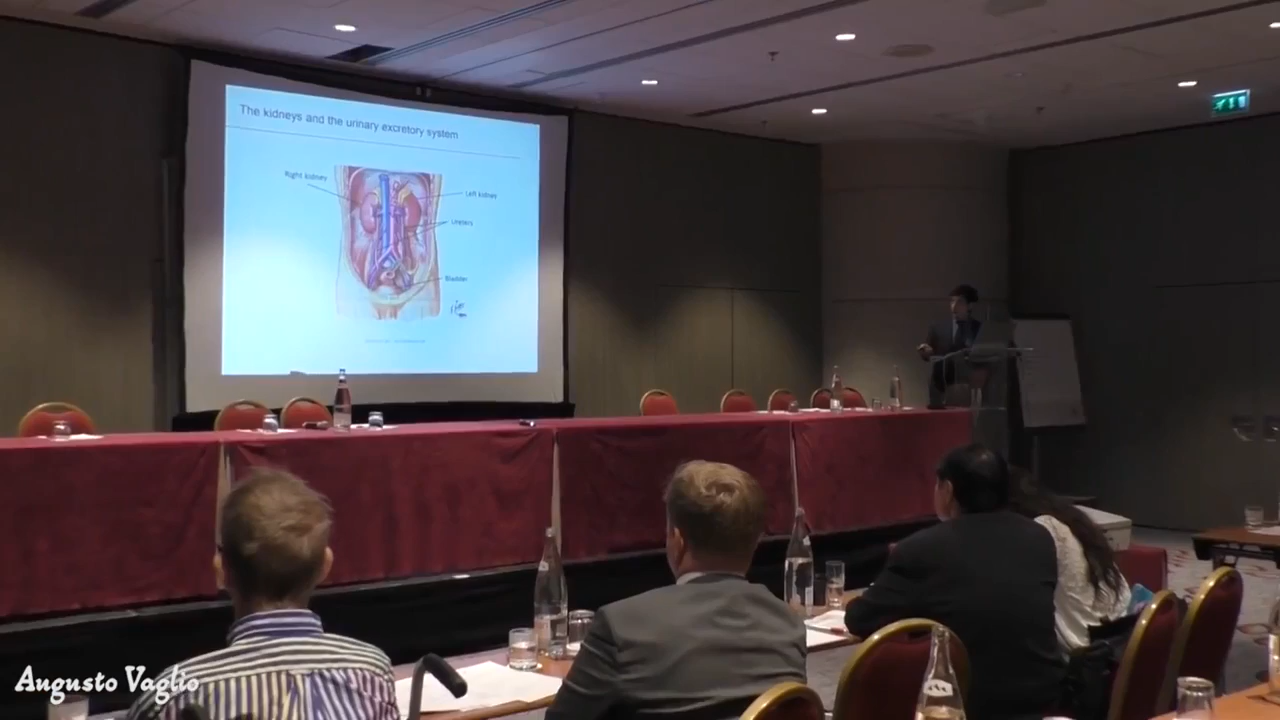 The kidneys and the urinary excretory system
Right kidney
Left kidney
Ureters
Bladder
Augusto Vaglio